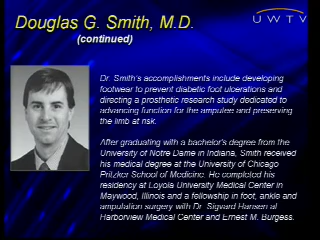 Douglas G. Smith, M.D.
(continued)
UWTV
Dr. Smith's accomplishments include developing
footwear to prevent diabetic foot ulcerations and
directing a prosthetic research study dedicated to
advancing function for the amputee and preserving
the limb at risk.
After graduating with a bachelor's degree from the
University of Notre Dame in Indiana, Smith received
his medical degree at the University of Chicago
Pritzker School of Medicine. He completed his
residency at Loyola University Medical Center in
Maywood, Illinois and a fellowship in foot, ankle and
amputation surgery with Dr. Sigvard Hansen at
Harborview Medical Center and Ernest M. Burgess.